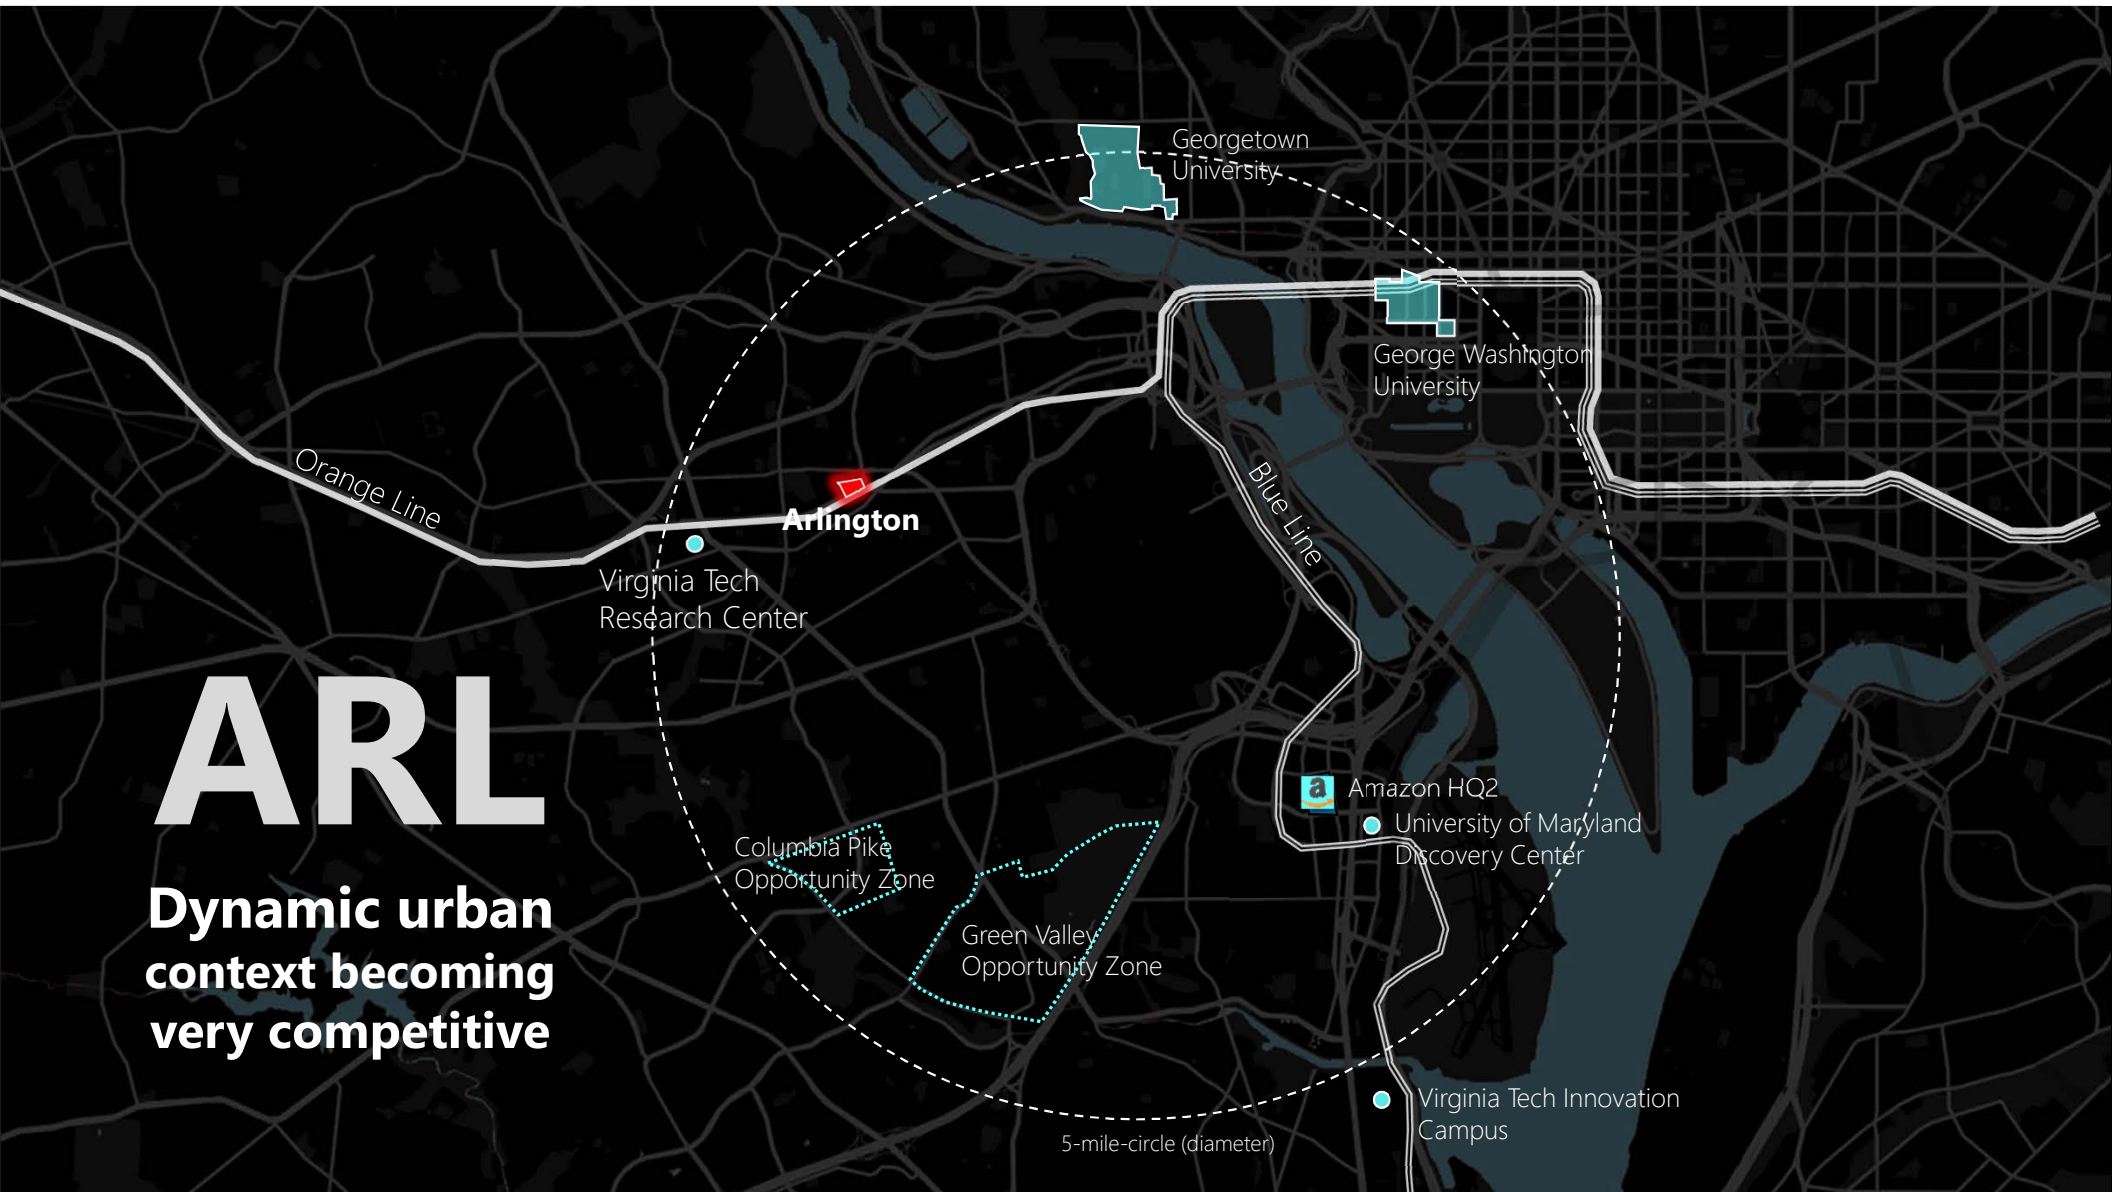 Georgetown
University
George Washington
University
Orange Line
Blue Line
Arlington
Virginia Tech
Research Center
ARL
Dynamic urban
context becoming
very competitive
a
Amazon HQ2
University of Maryland
Discovery Center
Columbia Pike
Opportunity Zone
Green Valley
Opportunity Zone
Virginia Tech Innovation
Campus
5-mile-circle (diameter)